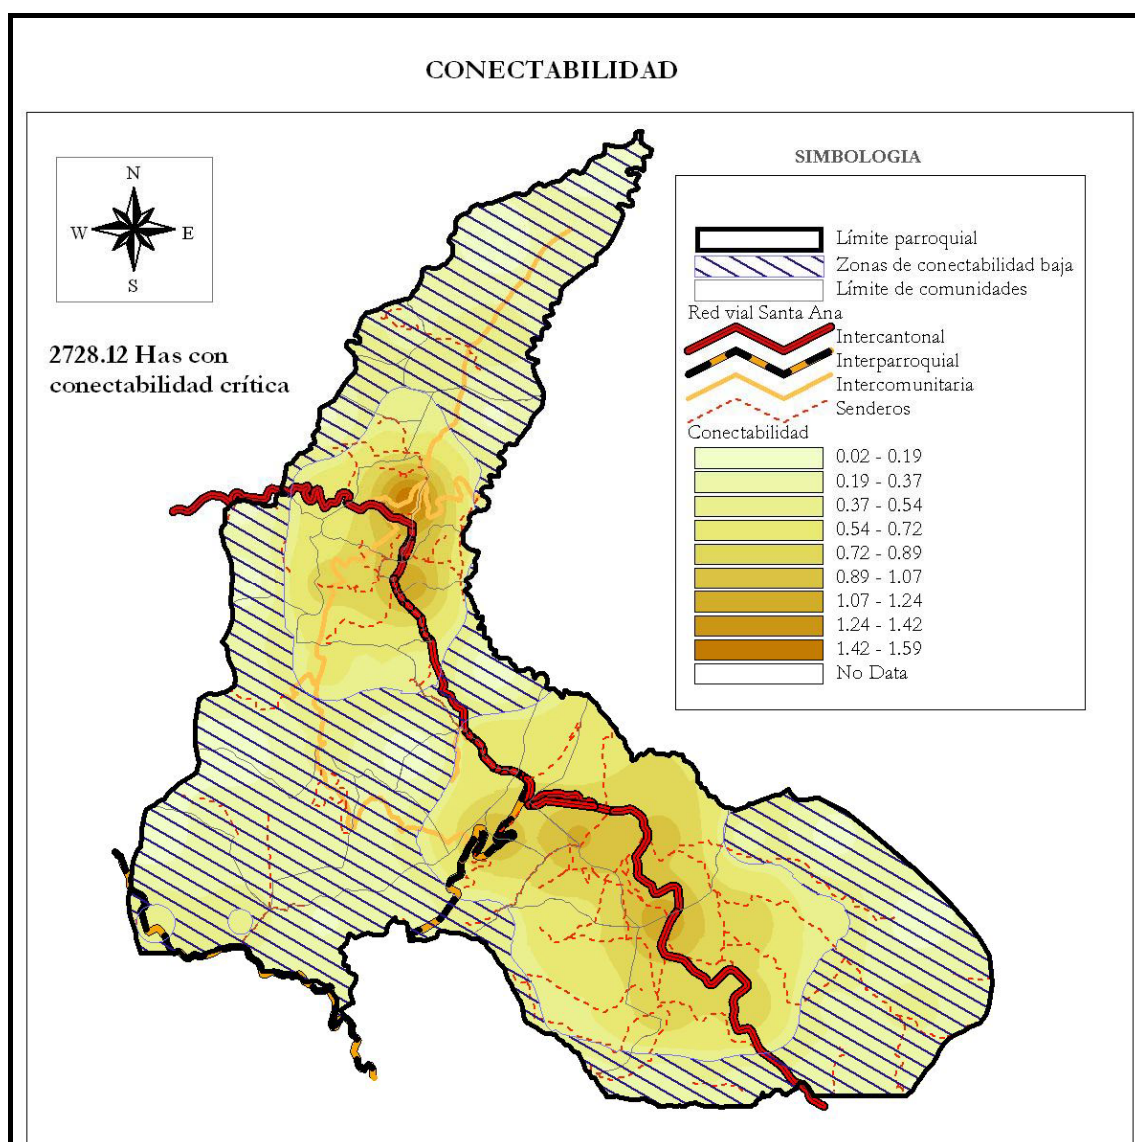 CONECTABILIDAD
N
W
E
S
2728.12 Has con
conectabilidad crítica
SIMBOLOGIA
Límite parroquial
Zonas de conectabilidad baja
Límite de comunidades
Red vial Santa Ana
Intercantonal
Interparroquial
Intercomunitaria
Senderos
Conectabilidad
0.02 - 0.19
0.19 - 0.37
0.37 - 0.54
0.54 - 0.72
0.72 - 0.89
0.89 - 1.07
1.07 - 1.24
1.24 - 1.42
1.42 - 1.59
No Data